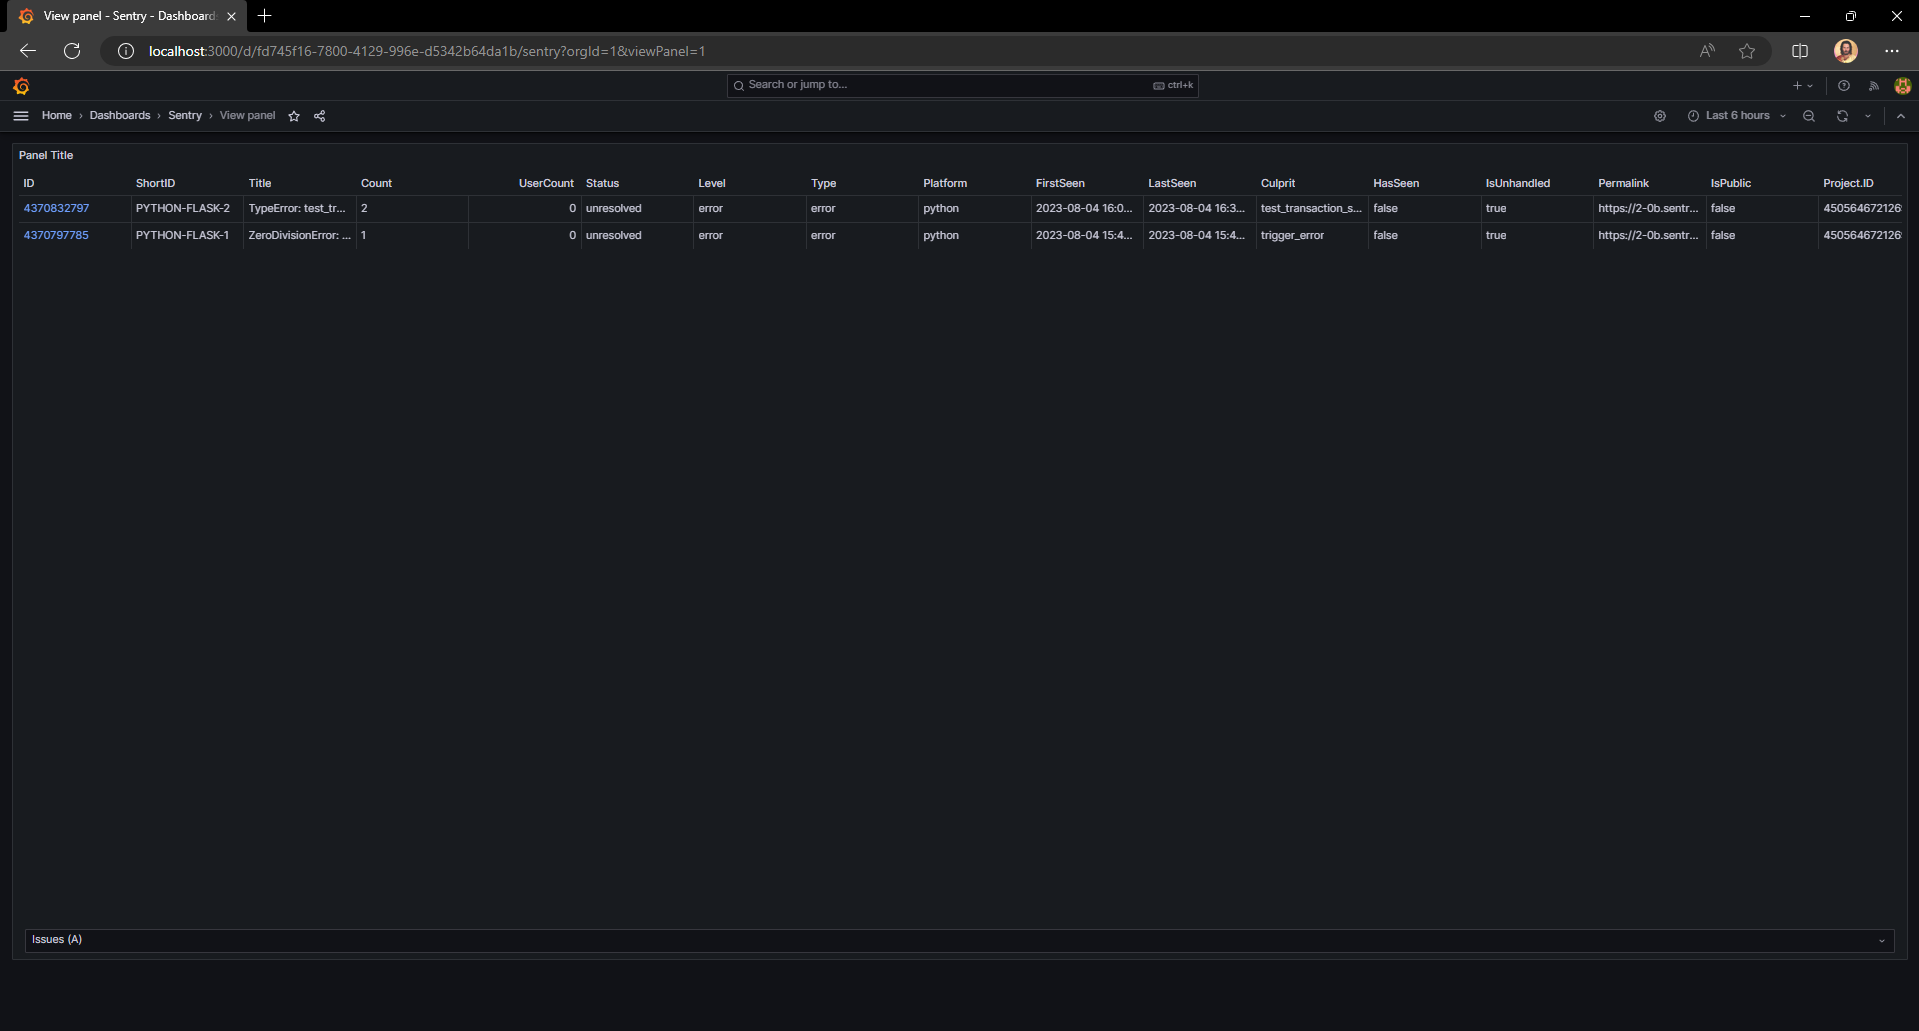 View panel - Sentry - Dashboard
localhost:3000/d/fd745f16-7800-4129-996e-d5342b64da1b/sentry?orgId=1&viewPanel=1
Search or jump to... ctrl+k
Home › Dashboards › Sentry › View panel Last 6 hours
Panel Title
ID ShortID Title Count UserCount Status Level Type Platform FirstSeen LastSeen Culprit HasSeen IsUnhandled Permalink IsPublic Project.ID
4370832797 PYTHON-FLASK-2 TypeError: test_tr... 2 0 unresolved error error python 2023-08-04 16:0... 2023-08-04 16:3... test_transaction_s... false true https://2-0b.sentr... false 450564672126
4370797785 PYTHON-FLASK-1 ZeroDivisionError: ... 1 0 unresolved error error python 2023-08-04 15:4... 2023-08-04 15:4... trigger_error false true https://2-0b.sentr... false 450564672126
Issues (A)